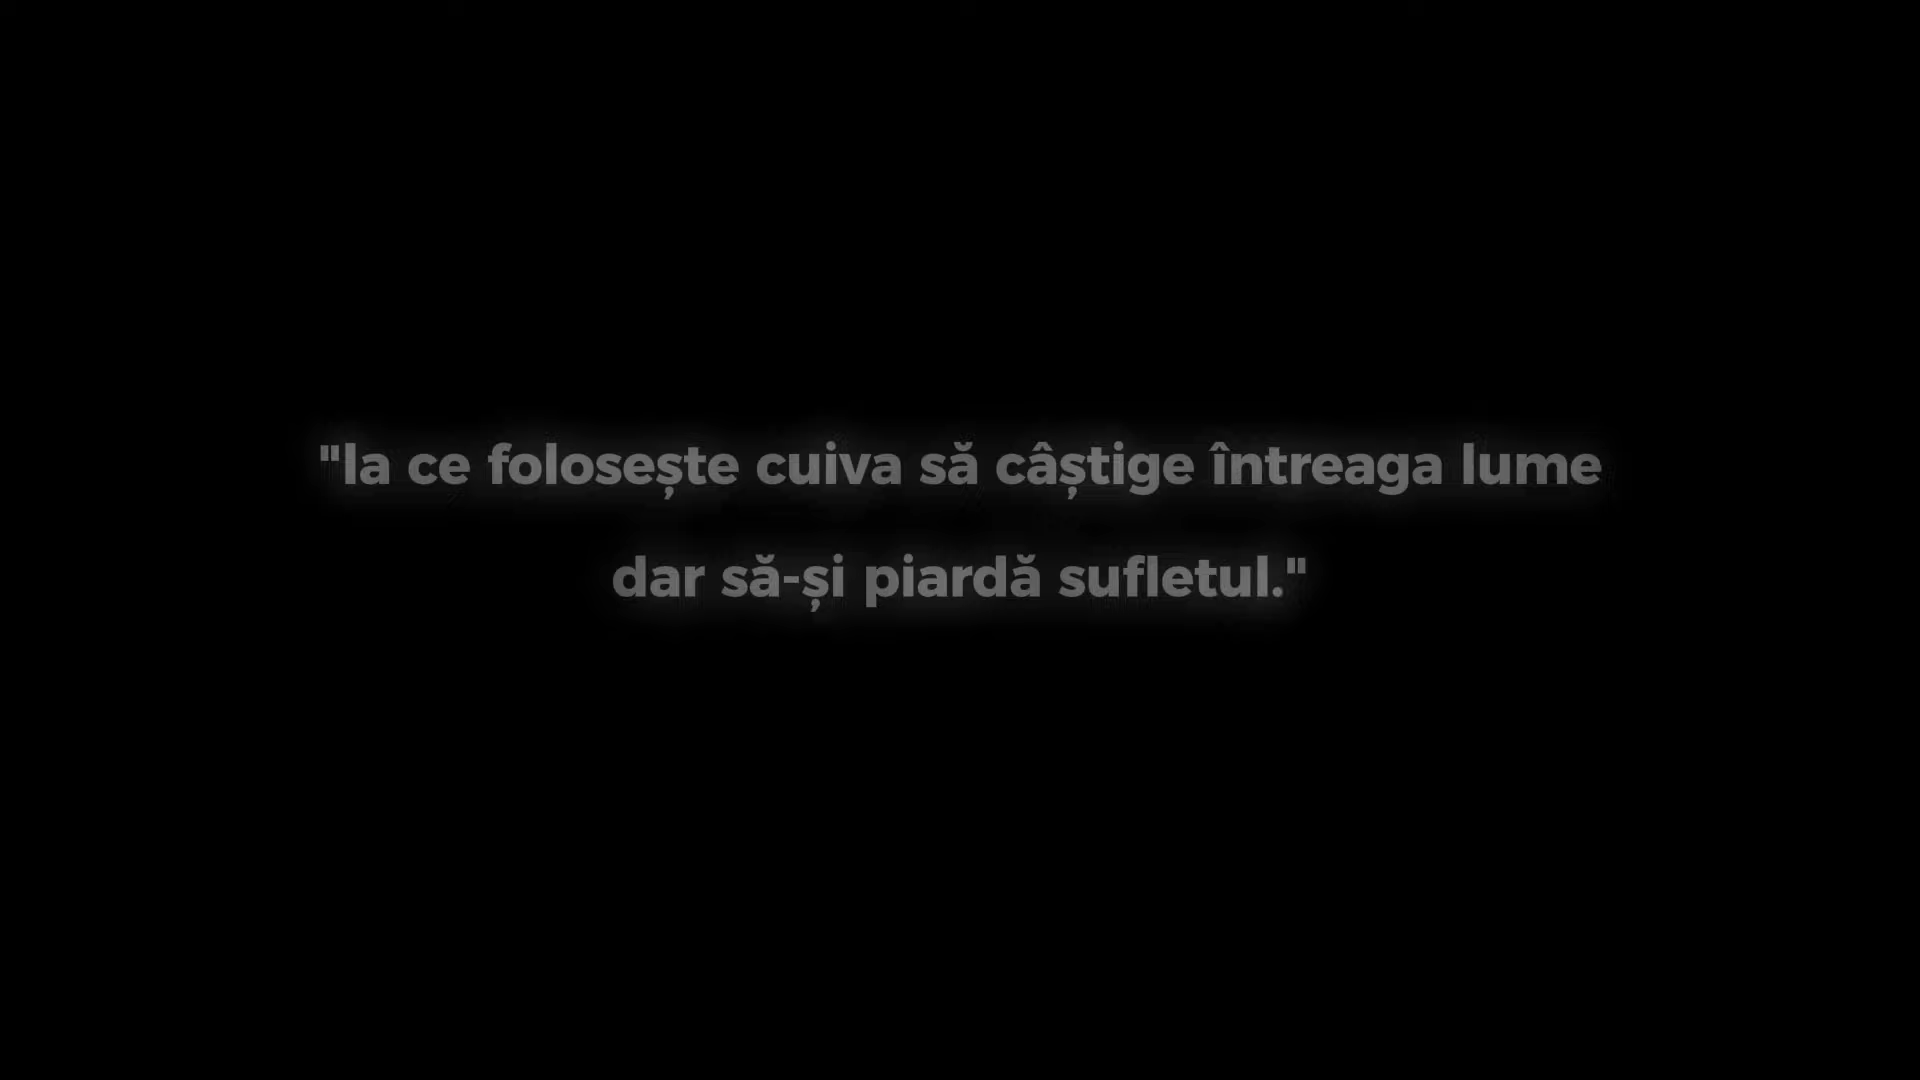 "la ce folosește cuiva să câștige întreaga lume
dar să-și piardă sufletul."